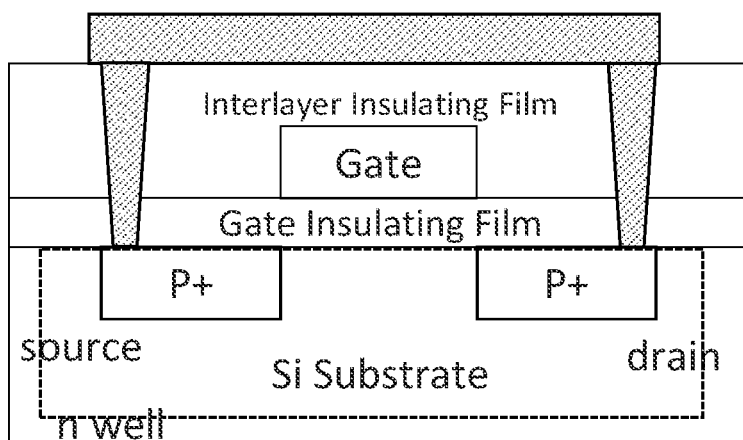 Interlayer Insulating Film
Gate
Gate Insulating Film
P+
P+
source
drain
Si Substrate
n well